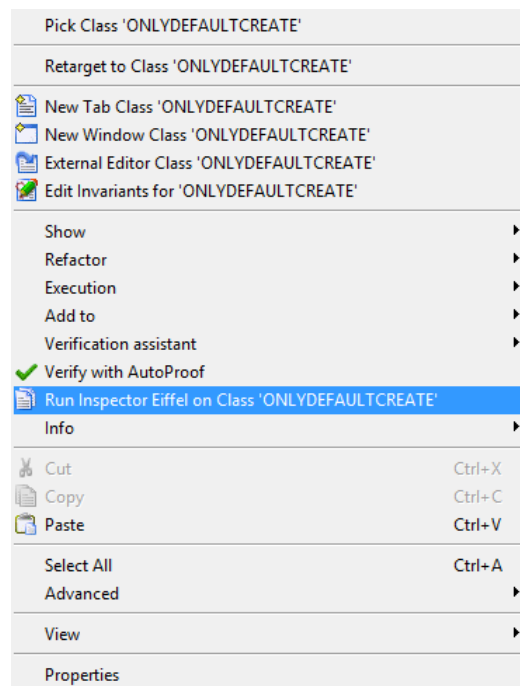 Pick Class 'ONLYDEFAULTCREATE'
Retarget to Class 'ONLYDEFAULTCREATE'
New Tab Class 'ONLYDEFAULTCREATE'
New Window Class 'ONLYDEFAULTCREATE'
External Editor Class 'ONLYDEFAULTCREATE'
Edit Invariants for 'ONLYDEFAULTCREATE'
Show
Refactor
Execution
Add to
Verification assistant
Verify with AutoProof
Run Inspector Eiffel on Class 'ONLYDEFAULTCREATE'
Info
Cut Ctrl+X
Copy Ctrl+C
Paste Ctrl+V
Select All Ctrl+A
Advanced
View
Properties